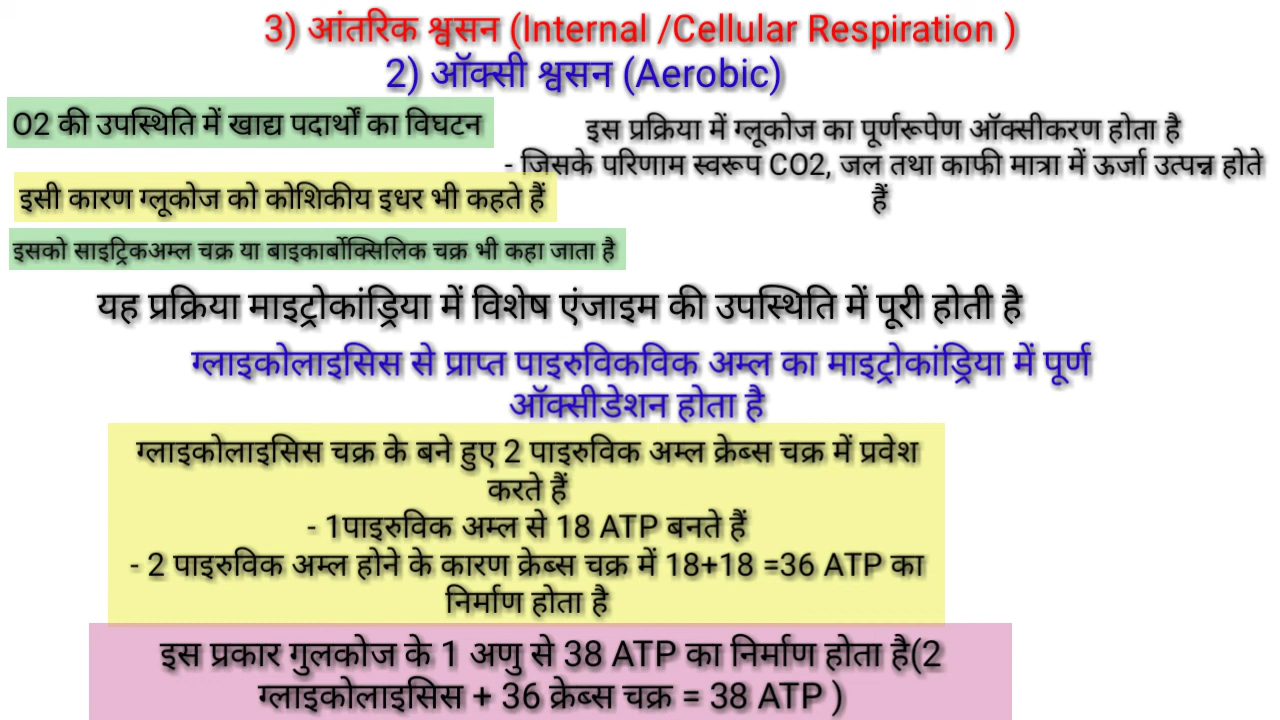 3) आंतरिक श्वसन (Internal /Cellular Respiration )
2) ऑक्सी श्वसन (Aerobic)
O2 की उपस्थिति में खाद्य पदार्थों का विघटन
इस प्रक्रिया में ग्लूकोज का पूर्णरूपेण ऑक्सीकरण होता है
- जिसके परिणाम स्वरूप CO2, जल तथा काफी मात्रा में ऊर्जा उत्पन्न होते
हैं
इसी कारण ग्लूकोज को कोशिकीय इधर भी कहते हैं
इसको साइट्रिकअम्ल चक्र या बाइकार्बोक्सिलिक चक्र भी कहा जाता है
यह प्रक्रिया माइट्रोकांड्रिया में विशेष एंजाइम की उपस्थिति में पूरी होती है
ग्लाइकोलाइसिस से प्राप्त पाइरुविकविक अम्ल का माइट्रोकांड्रिया में पूर्ण
ऑक्सीडेशन होता है
ग्लाइकोलाइसिस चक्र के बने हुए 2 पाइरुविक अम्ल क्रेब्स चक्र में प्रवेश
करते हैं
- 1पाइरुविक अम्ल से 18 ATP बनते हैं
- 2 पाइरुविक अम्ल होने के कारण क्रेब्स चक्र में 18+18 =36 ATP का
निर्माण होता है
इस प्रकार गुलकोज के 1 अणु से 38 ATP का निर्माण होता है(2
ग्लाइकोलाइसिस + 36 क्रेब्स चक्र = 38 ATP )